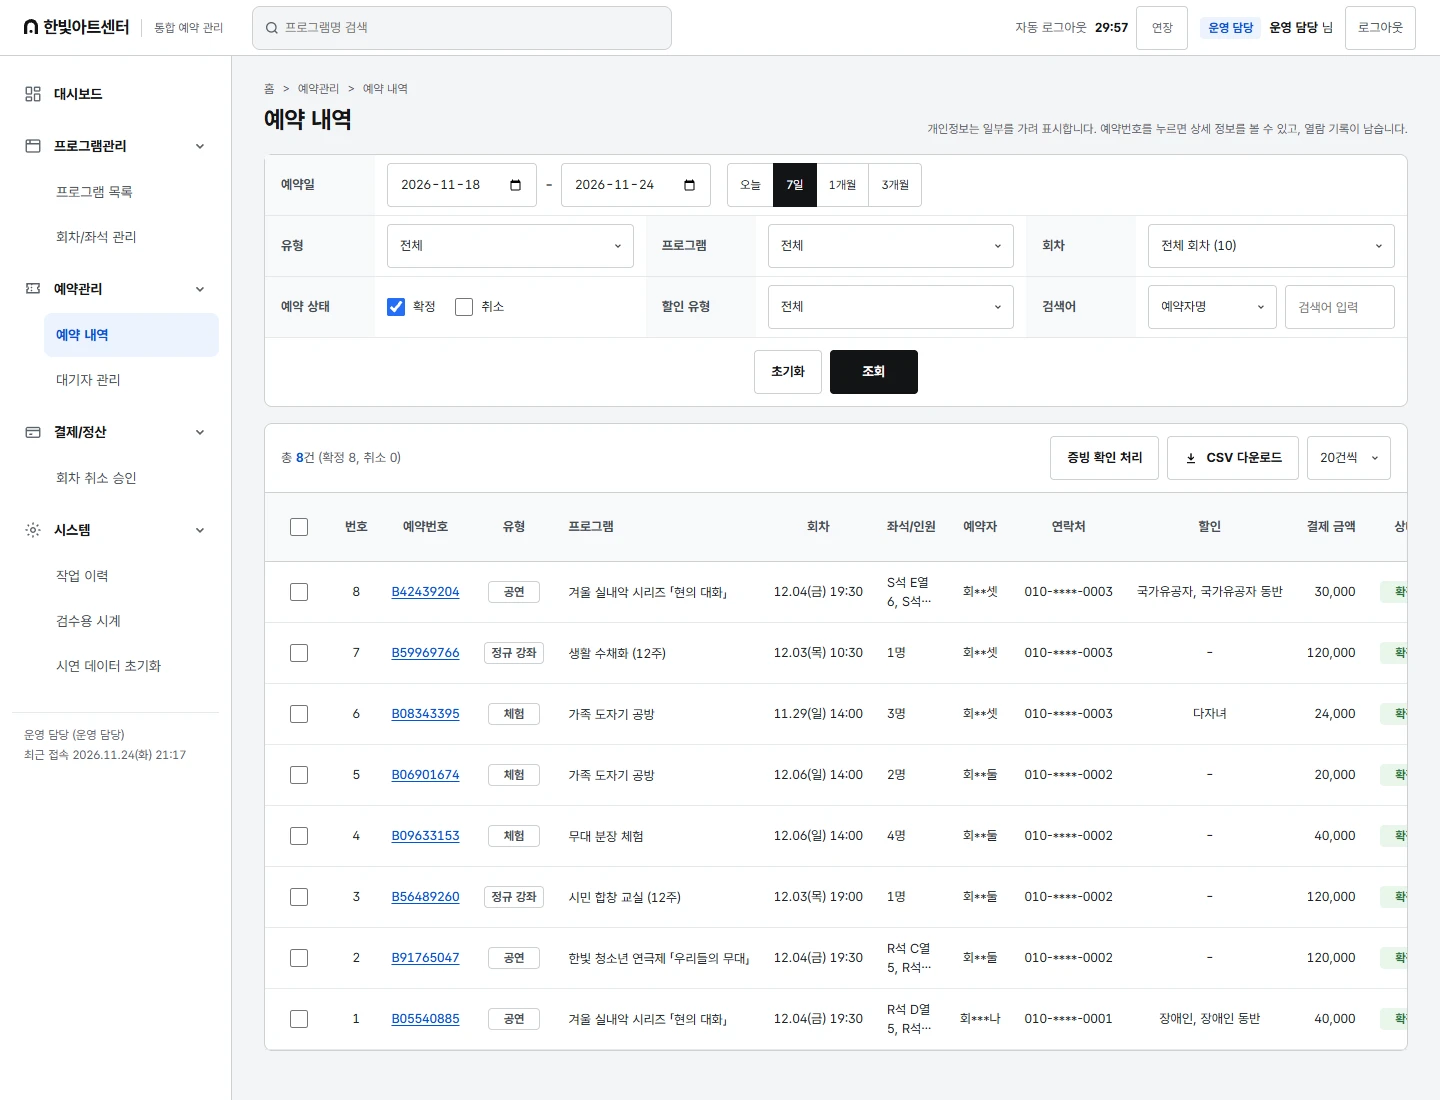 한빛아트센터 통합 예약 관리 프로그램명 검색 자동 로그아웃 29:57 연장 운영 담당 운영 담당 님 로그아웃
대시보드
프로그램관리
프로그램 목록
회차/좌석 관리
예약관리
예약 내역
대기자 관리
결제/정산
회차 취소 승인
시스템
작업 이력
검수용 시계
시연 데이터 초기화
운영 담당 (운영 담당)
최근 접속 2026.11.24(화) 21:17
홈 > 예약관리 > 예약 내역
예약 내역
개인정보는 일부를 가려 표시합니다. 예약번호를 누르면 상세 정보를 볼 수 있고, 열람 기록이 남습니다.
예약일 2026-11-18 - 2026-11-24 오늘 7일 1개월 3개월
유형 전체 프로그램 전체 회차 전체 회차 (10)
예약 상태 확정 취소 할인 유형 전체 검색어 예약자명 검색어 입력
초기화 조회
총 8건 (확정 8, 취소 0) 증빙 확인 처리 CSV 다운로드 20건씩
번호 예약번호 유형 프로그램 회차 좌석/인원 예약자 연락처 할인 결제 금액
8 B42439204 공연 겨울 실내악 시리즈 「현의 대화」 12.04(금) 19:30 S석 E열 6, S석… 회**셋 010-****-0003 국가유공자, 국가유공자 동반 30,000 확
7 B59969766 정규 강좌 생활 수채화 (12주) 12.03(목) 10:30 1명 회**셋 010-****-0003 - 120,000 확
6 B08343395 체험 가족 도자기 공방 11.29(일) 14:00 3명 회**셋 010-****-0003 다자녀 24,000 확
5 B06901674 체험 가족 도자기 공방 12.06(일) 14:00 2명 회**둘 010-****-0002 - 20,000 확
4 B09633153 체험 무대 분장 체험 12.06(일) 14:00 4명 회**둘 010-****-0002 - 40,000 확
3 B56489260 정규 강좌 시민 합창 교실 (12주) 12.03(목) 19:00 1명 회**둘 010-****-0002 - 120,000 확
2 B91765047 공연 한빛 청소년 연극제 「우리들의 무대」 12.04(금) 19:30 R석 C열 5, R석… 회**둘 010-****-0002 - 120,000 확
1 B05540885 공연 겨울 실내악 시리즈 「현의 대화」 12.04(금) 19:30 R석 D열 5, R석… 회***나 010-****-0001 장애인, 장애인 동반 40,000 확